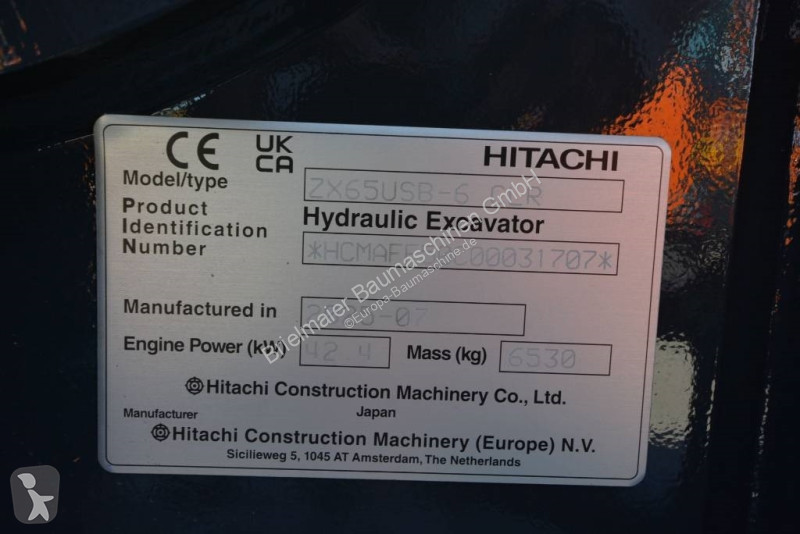 CE UK
CA
HITACHI
Model/type ZX65USB-6
Product
Identification
Number
Hydraulic Excavator
Manufactured in
Engine Power (kW) 42.4 Mass (kg) 6530
Hitachi Construction Machinery Co., Ltd.
Japan
Manufacturer
Hitachi Construction Machinery (Europe) N.V.
Sicilieweg 5, 1045 AT Amsterdam, The Netherlands
Bielmaier Baumaschinen GmbH
©Europa-Baumaschine.de